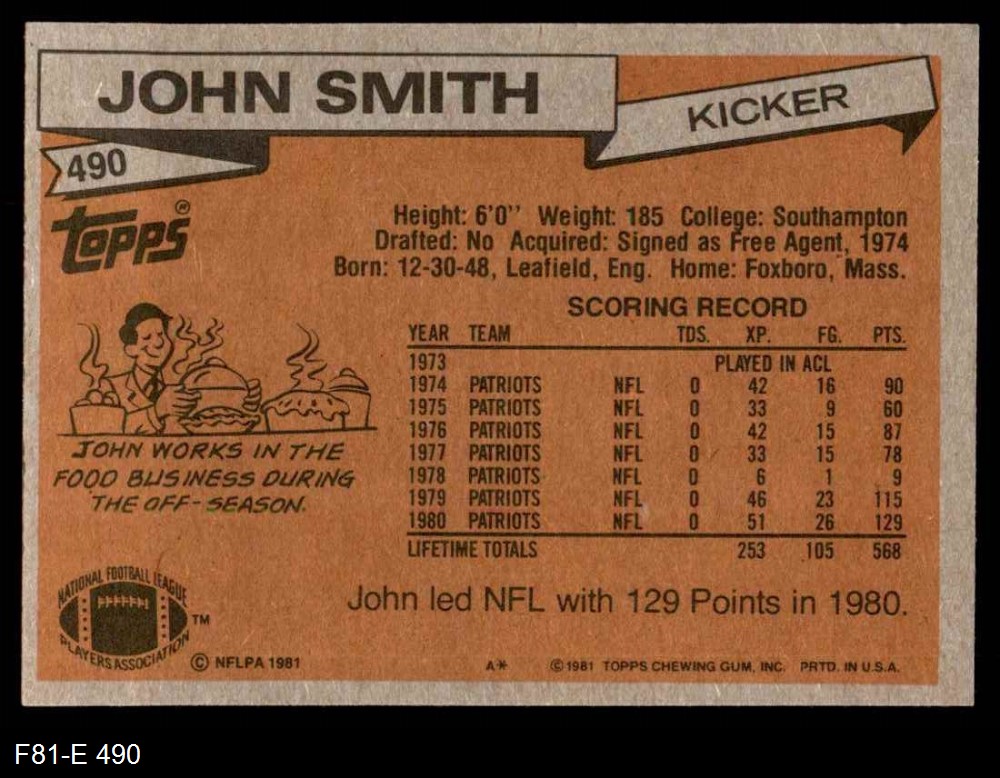 JOHN SMITH
KICKER
490
Topps®
Height: 6'0'' Weight: 185 College: Southampton
Drafted: No Acquired: Signed as Free Agent, 1974
Born: 12-30-48, Leafield, Eng. Home: Foxboro, Mass.
SCORING RECORD
YEAR TEAM TDS. XP. FG. PTS.
1973 PLAYED IN ACL
1974 PATRIOTS NFL 0 42 16 90
1975 PATRIOTS NFL 0 33 9 60
1976 PATRIOTS NFL 0 42 15 87
1977 PATRIOTS NFL 0 33 15 78
1978 PATRIOTS NFL 0 6 1 9
1979 PATRIOTS NFL 0 46 23 115
1980 PATRIOTS NFL 0 51 26 129
LIFETIME TOTALS 253 105 568
JOHN WORKS IN THE
FOOD BUSINESS DURING
THE OFF-SEASON.
John led NFL with 129 Points in 1980.
NATIONAL FOOTBALL LEAGUE
PLAYERS ASSOCIATION
TM
© NFLPA 1981
A* © 1981 TOPPS CHEWING GUM, INC. PRTD. IN U.S.A.
F81-E 490